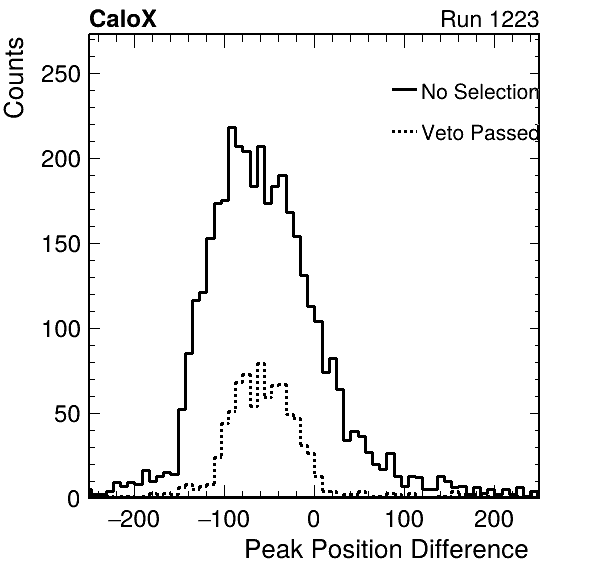 CaloX Run 1223
Counts
250
200
150
100
50
0
No Selection
Veto Passed
−200 −100 0 100 200
Peak Position Difference